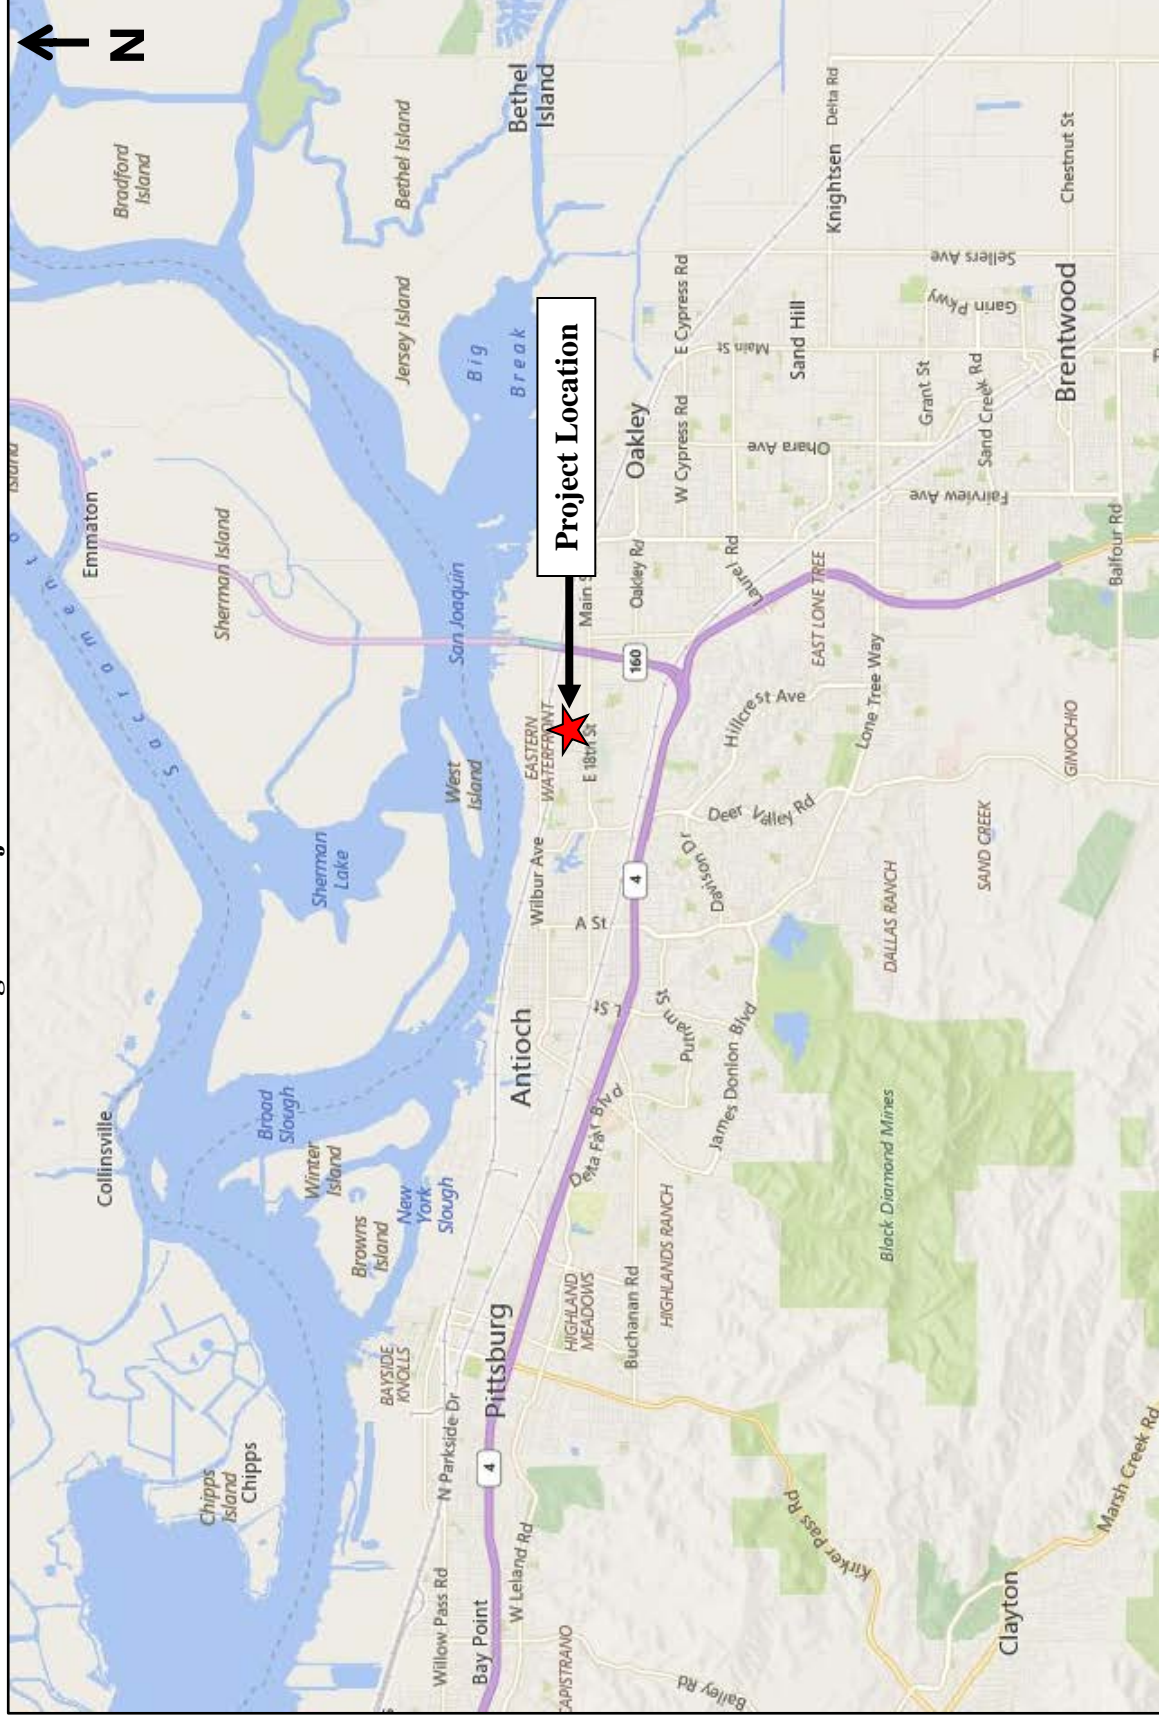 N
Bradford
Island
Bethel Island
Bethel
Island
Jersey Island
Big
Break
Project Location
Knightsen
Delta Rd
Chestnut St
Sellers Ave
Garin Pkwy
E Cypress Rd
Main St
Sand Hill
Grant St
Sand Creek Rd
Brentwood
Oakley
W Cypress Rd
Ohara Ave
Fairview Ave
Island
Emmaton
Sherman Island
San Joaquin
Sacramento
Main S
Oakley Rd
Laurel Rd
EAST LONE TREE
Balfour Rd
160
EASTERN
WATERFRONT
E 18th St
Hillcrest Ave
Lone Tree Way
GINOCHIO
West
Island
Sherman
Lake
Wilbur Ave
A St
4
Deer Valley Rd
Davison Dr
DALLAS RANCH
SAND CREEK
Collinsville
Broad
Slough
Winter
Island
Browns
Island
New
York
Slough
Antioch
L St
Putnam St
Delta Fair Blvd
James Donlon Blvd
Black Diamond Mines
HIGHLANDS RANCH
HIGHLAND
MEADOWS
Buchanan Rd
BAYSIDE
KNOLLS
Pittsburg
N Parkside Dr
Chipps
Island
Chipps
4
Willow Pass Rd
Bay Point
W Leland Rd
Kirker Pass Rd
Marsh Creek Rd
Clayton
Bailey Rd
CAPISTRANO